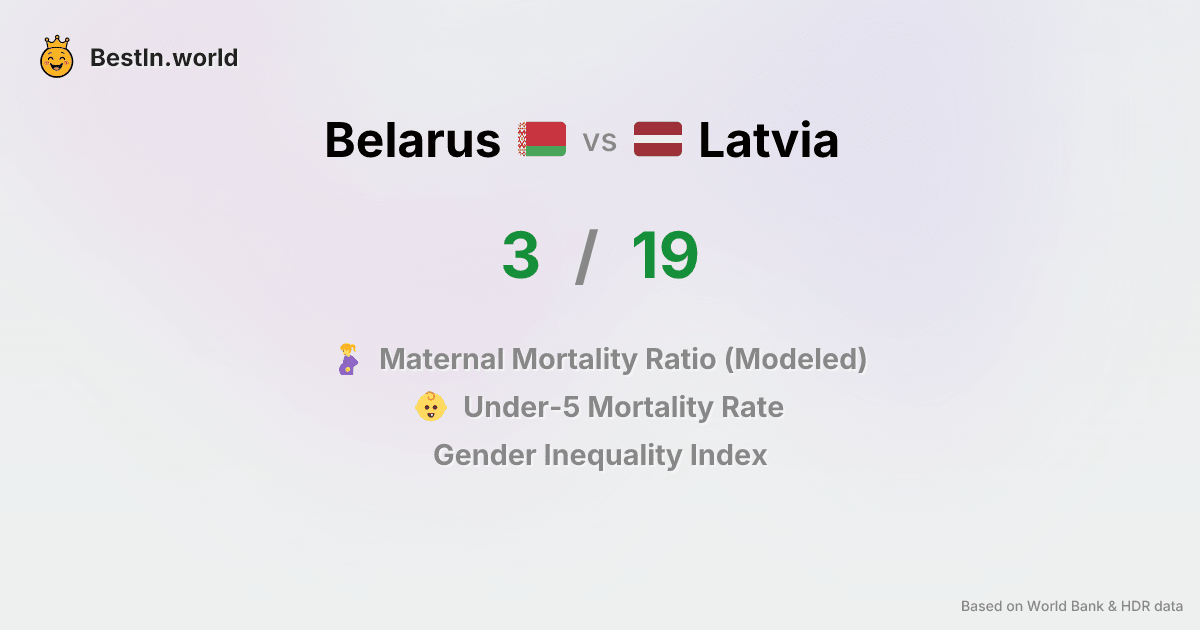 BestIn.world
Belarus vs Latvia
3 / 19
Maternal Mortality Ratio (Modeled)
Under-5 Mortality Rate
Gender Inequality Index
Based on World Bank & HDR data